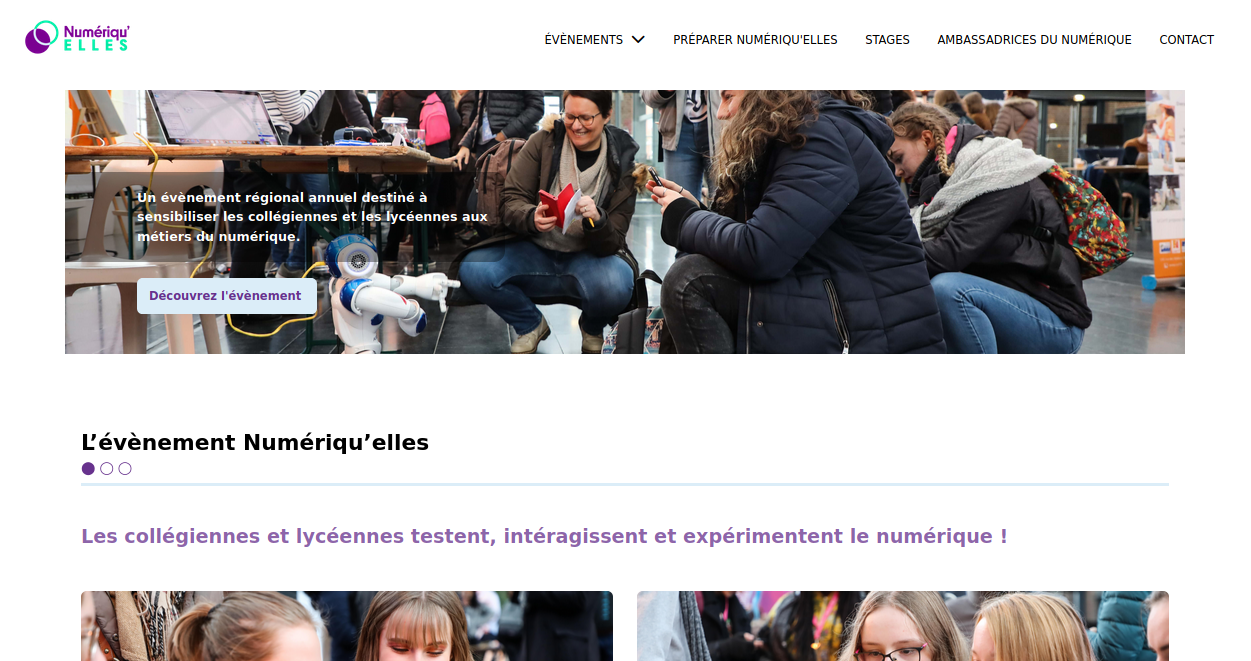 Numériqu'
ELLES
ÉVÈNEMENTS
PRÉPARER NUMÉRIQU'ELLES
STAGES
AMBASSADRICES DU NUMÉRIQUE
CONTACT
Un évènement régional annuel destiné à
sensibiliser les collégiennes et les lycéennes aux
métiers du numérique.
Découvrez l'évènement
L’évènement Numériqu’elles
Les collégiennes et lycéennes testent, intéragissent et expérimentent le numérique !